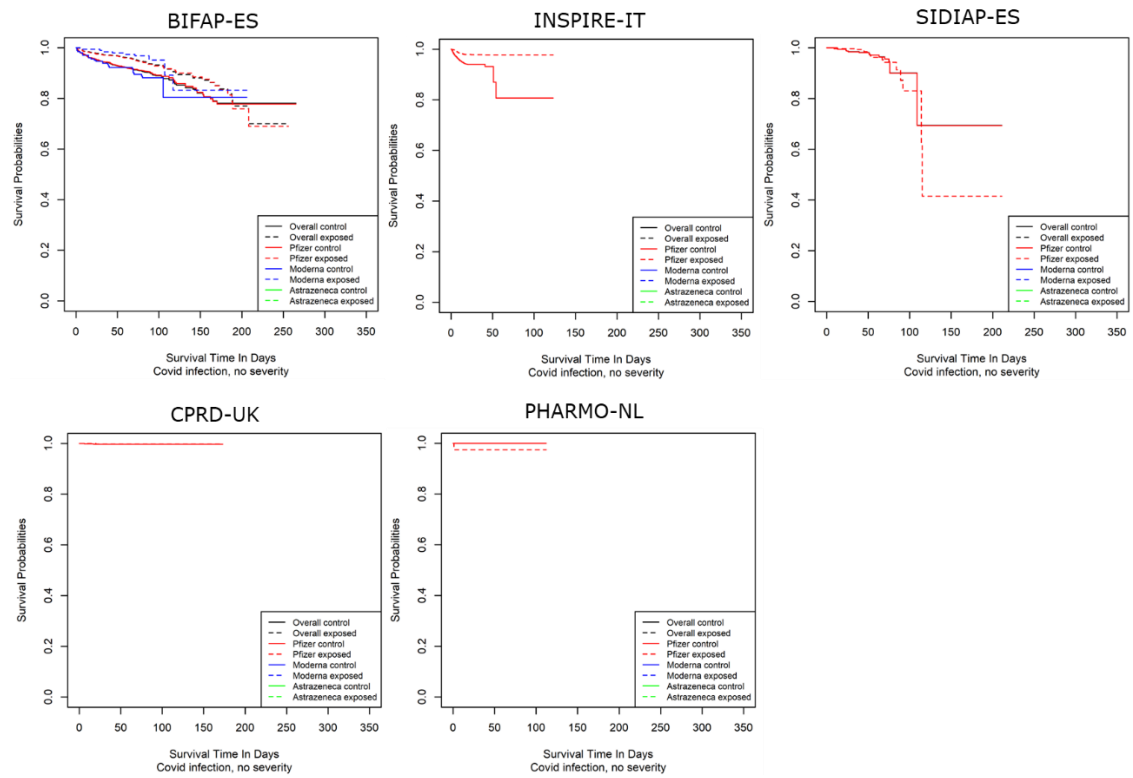 BIFAP-ES
INSPIRE-IT
SIDIAP-ES
Survival Probabilities
1.0
0.8
0.6
0.4
0.2
0.0
Overall control
Overall exposed
Pfizer control
Pfizer exposed
Moderna control
Moderna exposed
Astrazeneca control
Astrazeneca exposed
0 50 100 150 200 250 300 350
Survival Time In Days
Covid infection, no severity
Survival Probabilities
1.0
0.8
0.6
0.4
0.2
0.0
Overall control
Overall exposed
Pfizer control
Pfizer exposed
Moderna control
Moderna exposed
Astrazeneca control
Astrazeneca exposed
0 50 100 150 200 250 300 350
Survival Time In Days
Covid infection, no severity
Survival Probabilities
1.0
0.8
0.6
0.4
0.2
0.0
Overall control
Overall exposed
Pfizer control
Pfizer exposed
Moderna control
Moderna exposed
Astrazeneca control
Astrazeneca exposed
0 50 100 150 200 250 300 350
Survival Time In Days
Covid infection, no severity
CPRD-UK
PHARMO-NL
Survival Probabilities
1.0
0.8
0.6
0.4
0.2
0.0
Overall control
Overall exposed
Pfizer control
Pfizer exposed
Moderna control
Moderna exposed
Astrazeneca control
Astrazeneca exposed
0 50 100 150 200 250 300 350
Survival Time In Days
Covid infection, no severity
Survival Probabilities
1.0
0.8
0.6
0.4
0.2
0.0
Overall control
Overall exposed
Pfizer control
Pfizer exposed
Moderna control
Moderna exposed
Astrazeneca control
Astrazeneca exposed
0 50 100 150 200 250 300 350
Survival Time In Days
Covid infection, no severity